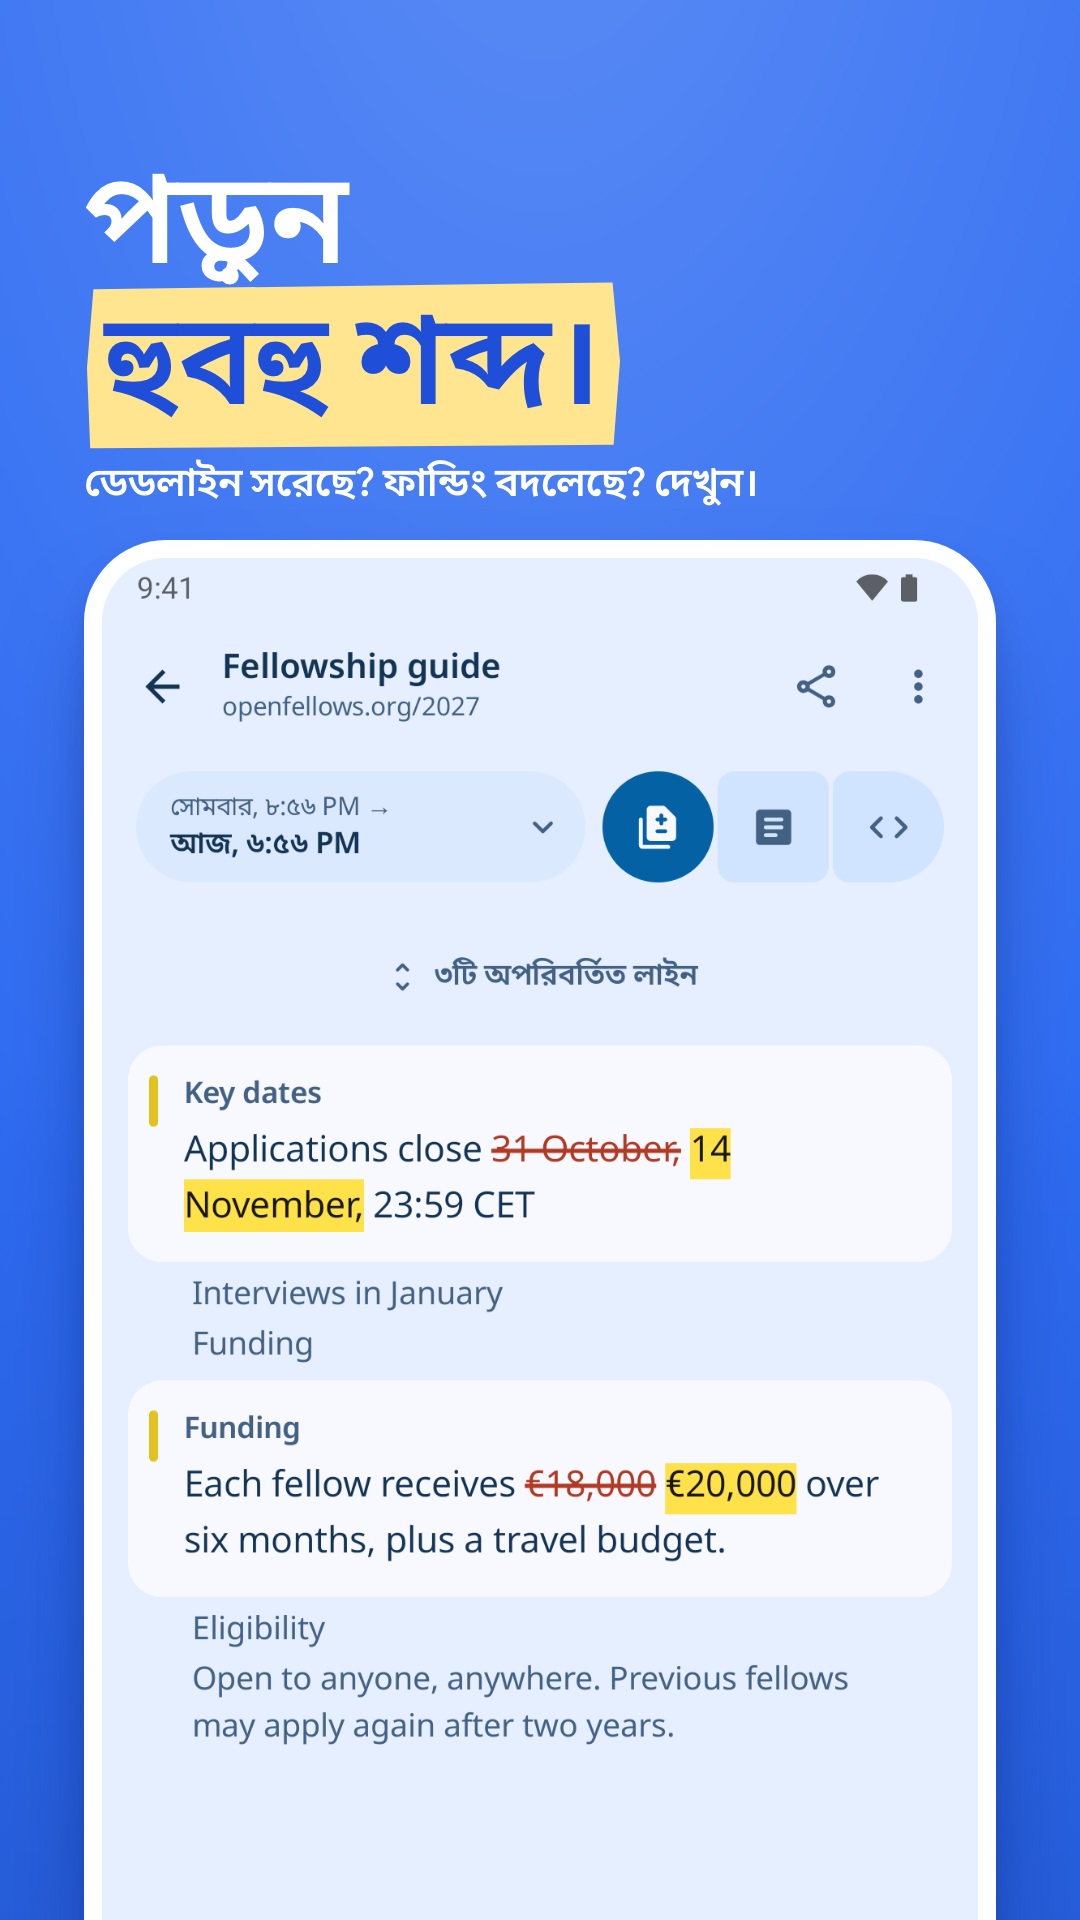 পড়ুন
হুবহু শব্দ।
ডেডলাইন সরেছে? ফান্ডিং বদলেছে? দেখুন।
9:41
Fellowship guide
openfellows.org/2027
সোমবার, ৮:৫৬ PM →
আজ, ৬:৫৬ PM
৩টি অপরিবর্তিত লাইন
Key dates
Applications close 31 October, 14
November, 23:59 CET
Interviews in January
Funding
Funding
Each fellow receives €18,000 €20,000 over
six months, plus a travel budget.
Eligibility
Open to anyone, anywhere. Previous fellows
may apply again after two years.